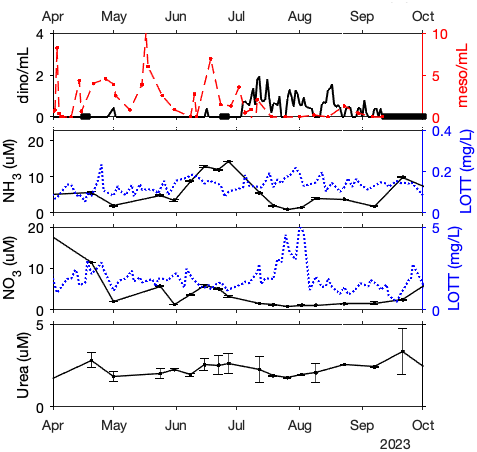 Apr May Jun Jul Aug Sep Oct
4 10
2 5
0 0
dino/mL
meso/mL
20 0.4
10 0.2
0 0
NH3 (uM)
LOTT (mg/L)
20 5
10
0 0
NO3 (uM)
LOTT (mg/L)
5
0
Urea (uM)
Apr May Jun Jul Aug Sep Oct
2023